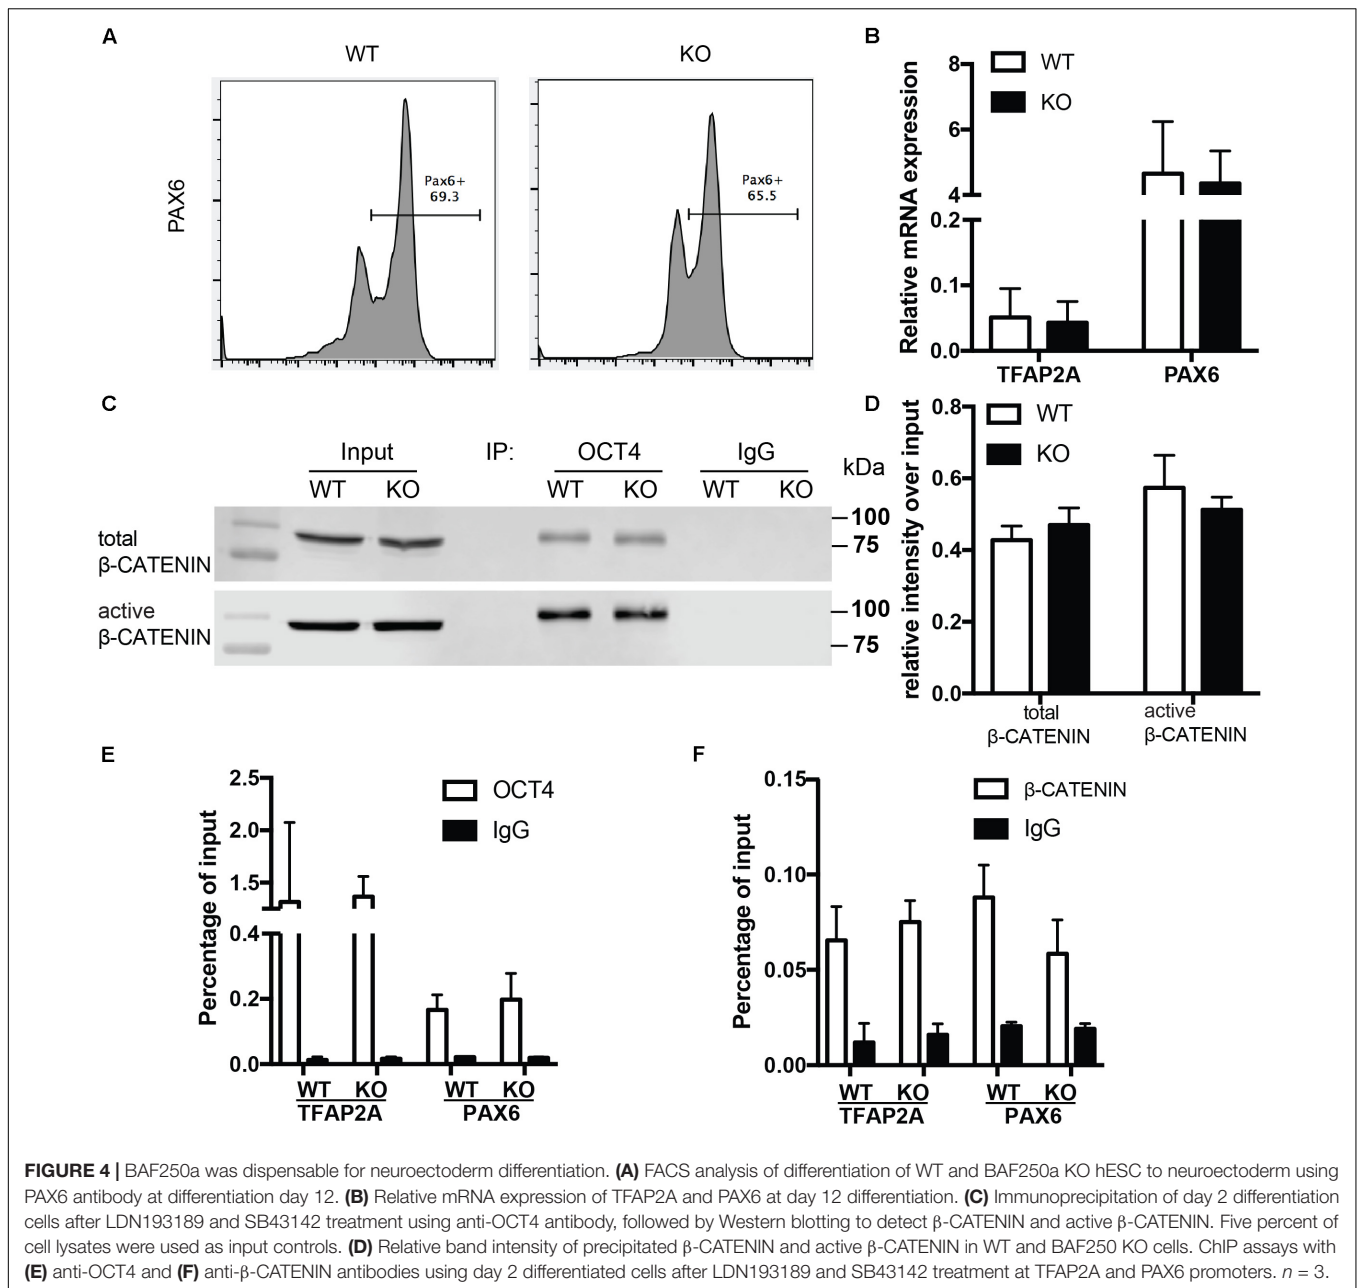 A
WT
KO
PAX6
Pax6+
69.3
Pax6+
65.5
B
WT
KO
Relative mRNA expression
8
6
4
0.2
0.1
0.0
TFAP2A PAX6
C
Input IP: OCT4 IgG
kDa
WT KO WT KO WT KO
total
β-CATENIN
100
75
active
β-CATENIN
100
75
D
WT
KO
relative intensity over input
0.8
0.6
0.4
0.2
0.0
total
β-CATENIN
active
β-CATENIN
E
OCT4
IgG
Percentage of input
2.5
2.0
1.5
0.4
0.2
0.0
WT KO WT KO
TFAP2A PAX6
F
β-CATENIN
IgG
Percentage of input
0.15
0.10
0.05
0.00
WT KO WT KO
TFAP2A PAX6
FIGURE 4 | BAF250a was dispensable for neuroectoderm differentiation. (A) FACS analysis of differentiation of WT and BAF250a KO hESC to neuroectoderm using
PAX6 antibody at differentiation day 12. (B) Relative mRNA expression of TFAP2A and PAX6 at day 12 differentiation. (C) Immunoprecipitation of day 2 differentiation
cells after LDN193189 and SB43142 treatment using anti-OCT4 antibody, followed by Western blotting to detect β-CATENIN and active β-CATENIN. Five percent of
cell lysates were used as input controls. (D) Relative band intensity of precipitated β-CATENIN and active β-CATENIN in WT and BAF250 KO cells. ChIP assays with
(E) anti-OCT4 and (F) anti-β-CATENIN antibodies using day 2 differentiated cells after LDN193189 and SB43142 treatment at TFAP2A and PAX6 promoters. n = 3.